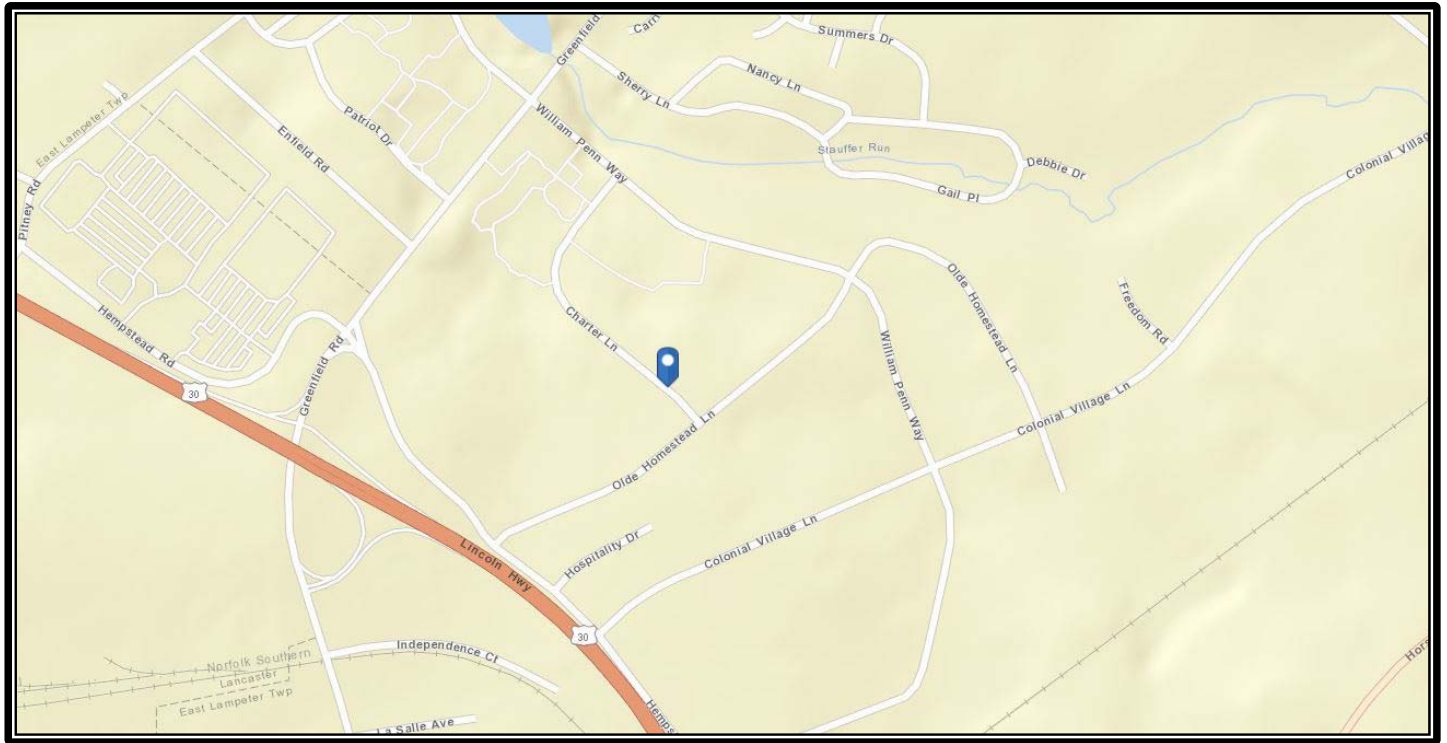 Greenfield
Carri
Summers Dr
Sherry Ln
Nancy Ln
East Lampeter Twp
Patriot Dr
Enfield Rd
William Penn Way
Stauffer Run
Debbie Dr
Gail Pl
Colonial Villag
Pitney Rd
Olde Homestead Ln
Freedom Rd
Hempstead Rd
Charter Ln
Greenfield Rd
30
William Penn Way
Colonial Village Ln
Olde Homestead Ln
Hospitality Dr
Colonial Village Ln
Lincoln Hwy
30
Independence Ct
Norfolk Southern
Lancaster
East Lampeter Twp
La Salle Ave
Hemps
Hors